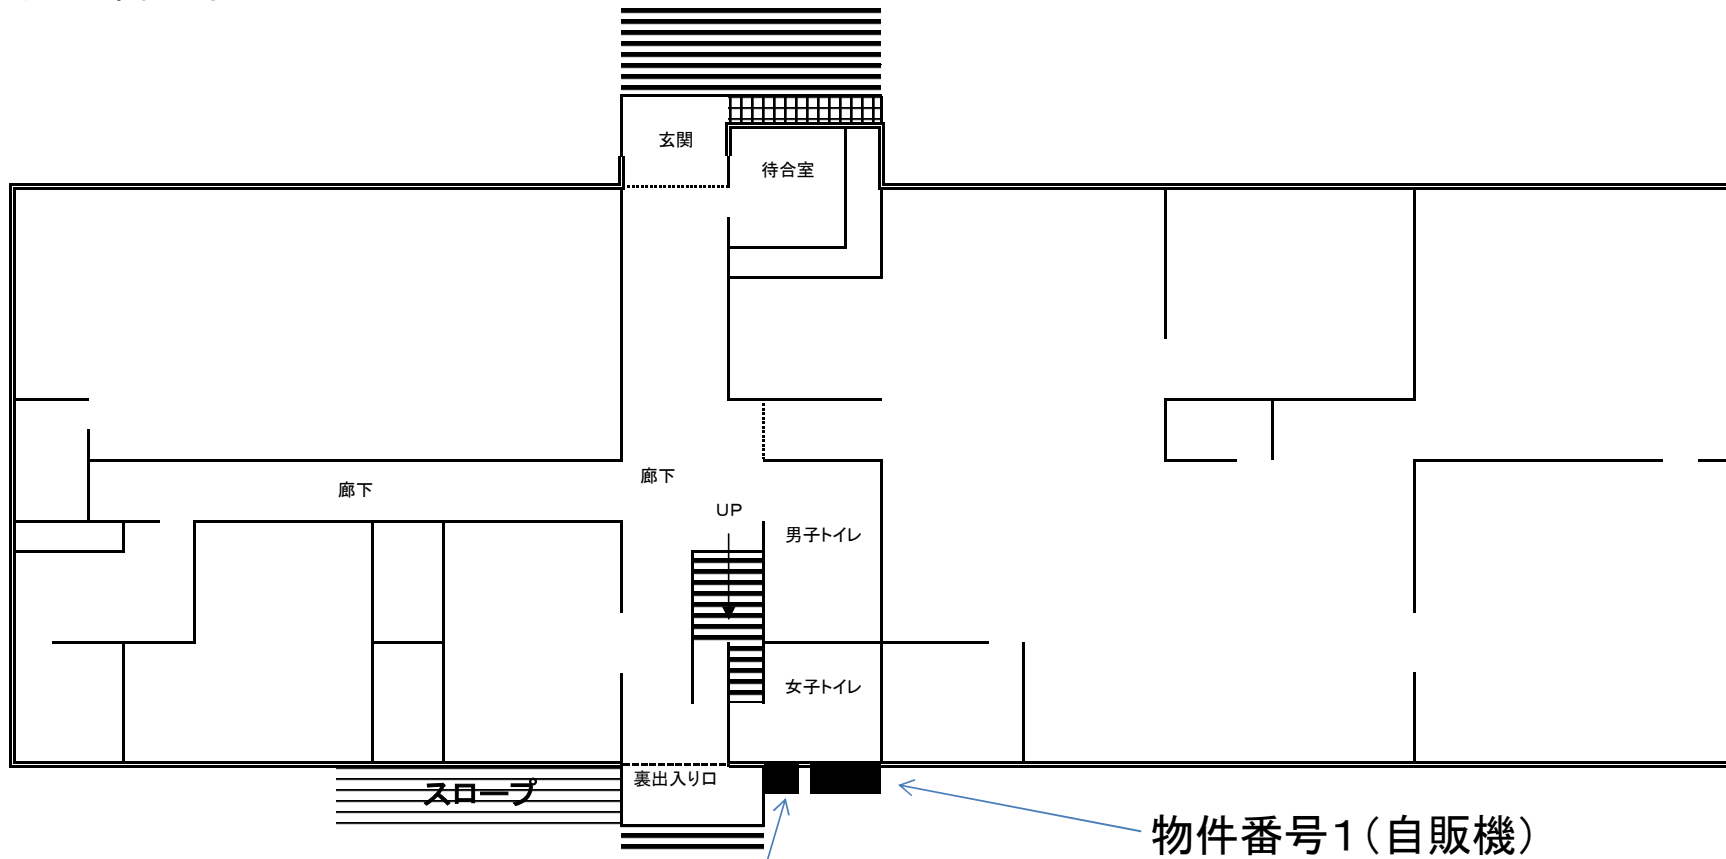 玄関
待合室
廊下
廊下
UP
男子トイレ
女子トイレ
裏出入り口
スロープ
物件番号1(自販機)